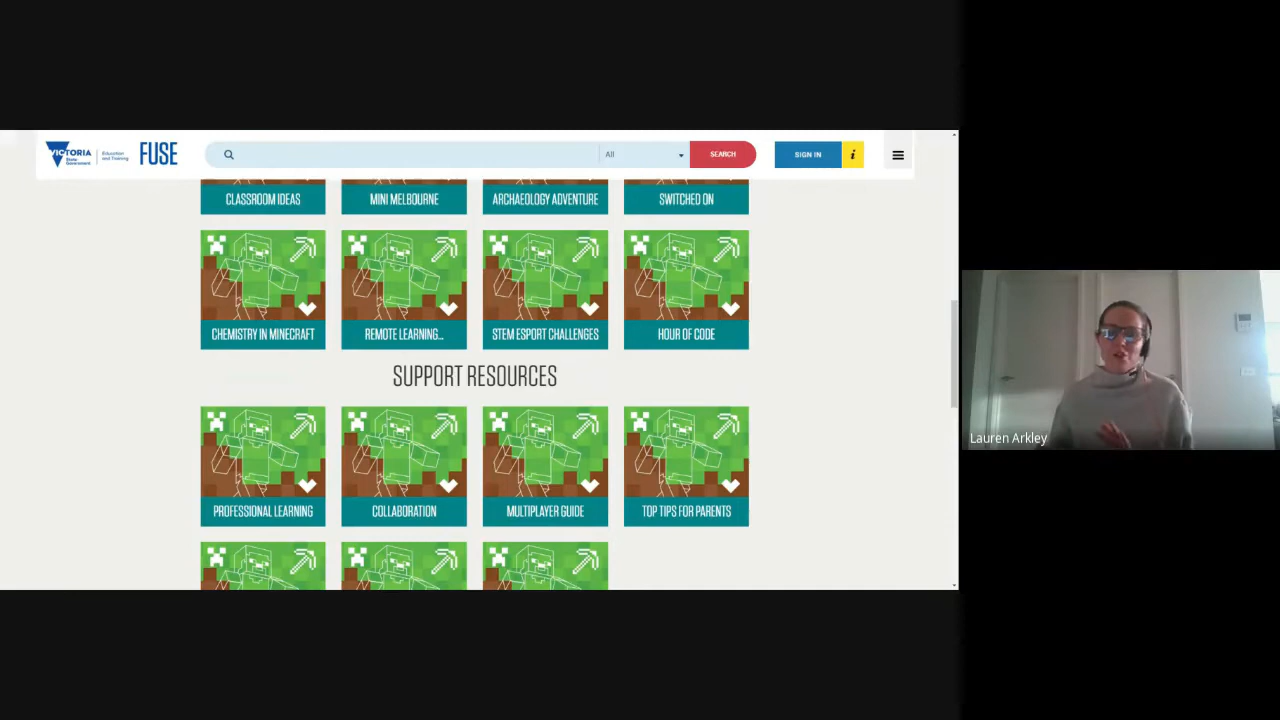 VICTORIA
State
Government
Education
and Training
FUSE
All
SEARCH
SIGN IN
i
CLASSROOM IDEAS
MINI MELBOURNE
ARCHAEOLOGY ADVENTURE
SWITCHED ON
CHEMISTRY IN MINECRAFT
REMOTE LEARNING...
STEM ESPORT CHALLENGES
HOUR OF CODE
SUPPORT RESOURCES
PROFESSIONAL LEARNING
COLLABORATION
MULTIPLAYER GUIDE
TOP TIPS FOR PARENTS
Lauren Arkley